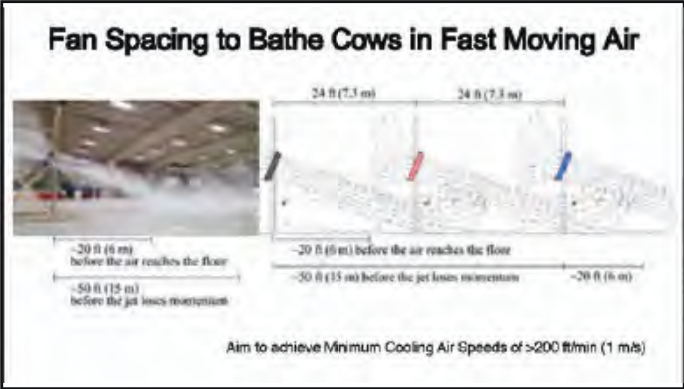 Fan Spacing to Bathe Cows in Fast Moving Air
24 ft (7.3 m)
24 ft (7.3 m)
~20 ft (6 m)
before the air reaches the floor
~50 ft (15 m)
before the jet loses momentum
~20 ft (6 m) before the air reaches the floor
~50 ft (15 m) before the jet loses momentum
~20 ft (6 m)
Aim to achieve Minimum Cooling Air Speeds of >200 ft/min (1 m/s)